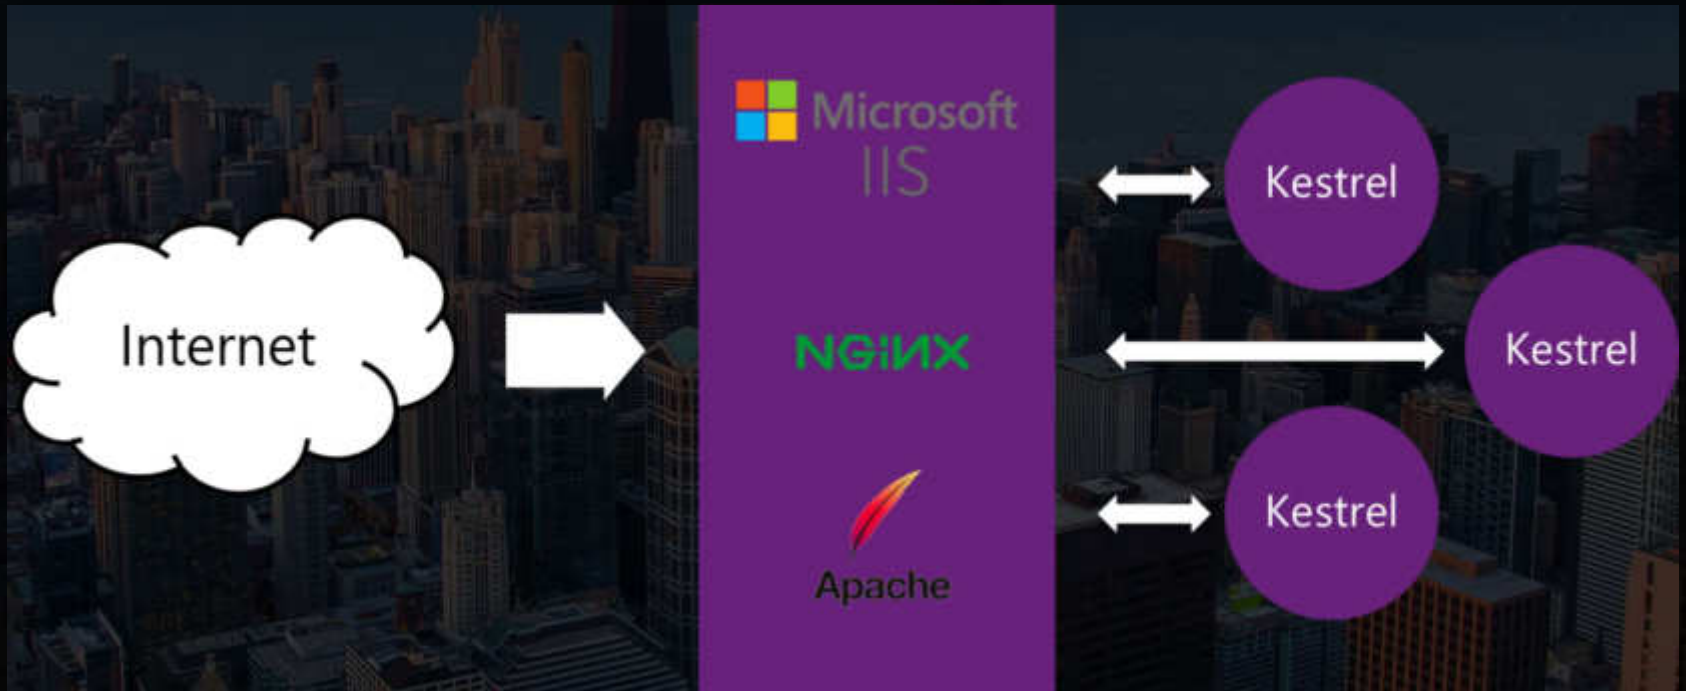 Internet
Microsoft
IIS
NGINX
Apache
Kestrel
Kestrel
Kestrel